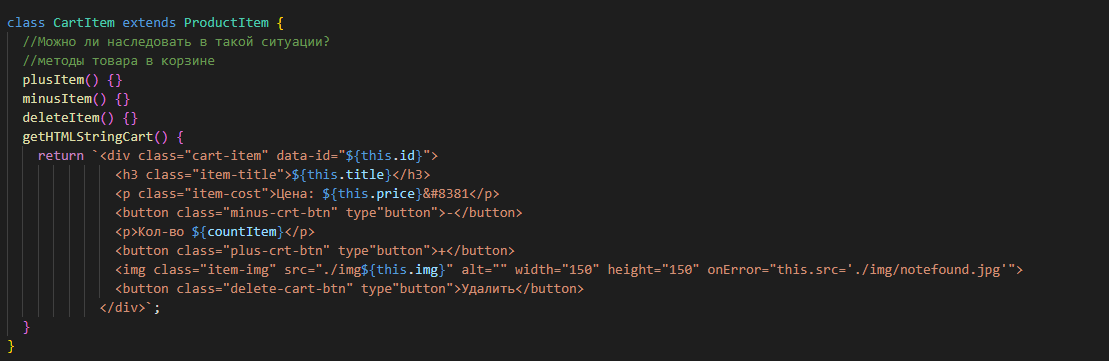 class CartItem extends ProductItem {
//Можно ли наследовать в такой ситуации?
//методы товара в корзине
plusItem() {}
minusItem() {}
deleteItem() {}
getHTMLStringCart() {
return `<div class="cart-item" data-id="${this.id}">
<h3 class="item-title">${this.title}</h3>
<p class="item-cost">Цена: ${this.price}&#8381</p>
<button class="minus-crt-btn" type"button">-</button>
<p>Кол-во ${countItem}</p>
<button class="plus-crt-btn" type"button">+</button>
<img class="item-img" src="./img${this.img}" alt="" width="150" height="150" onError="this.src='./img/notefound.jpg'">
<button class="delete-cart-btn" type"button">Удалить</button>
</div>`;
}
}